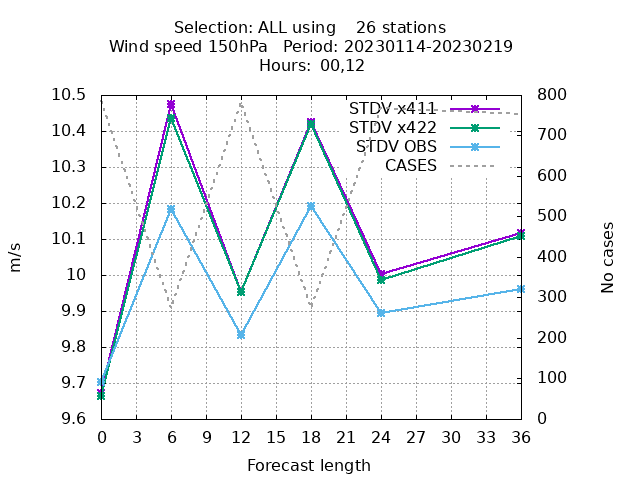 Selection: ALL using    26 stations
Wind speed 150hPa   Period: 20230114-20230219
Hours:  00,12
10.5
10.4
10.3
10.2
10.1
10
9.9
9.8
9.7
9.6
m/s
STDV x411
STDV x422
STDV OBS
CASES
800
700
600
500
400
300
200
100
0
No cases
0 3 6 9 12 15 18 21 24 27 30 33 36
Forecast length